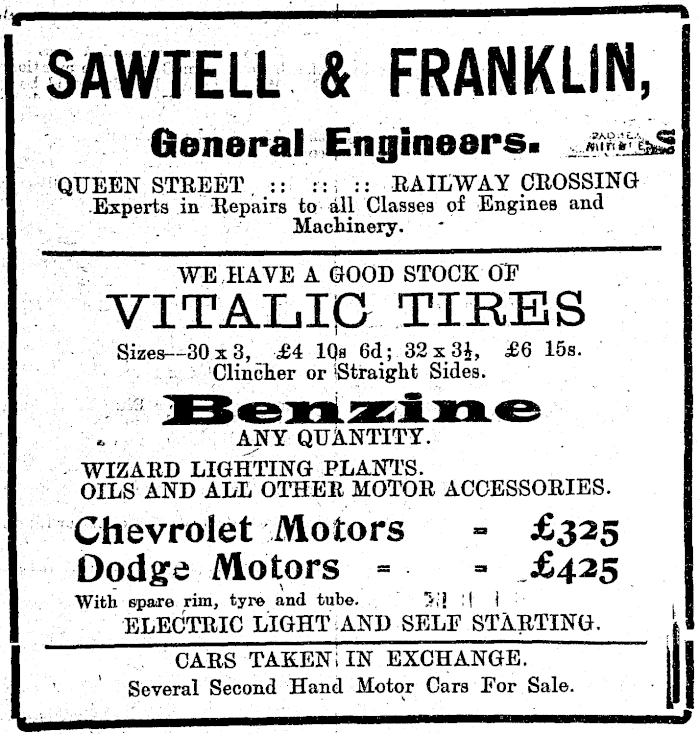 SAWTELL & FRANKLIN,
General Engineers.
QUEEN STREET :: :: :: RAILWAY CROSSING
Experts in Repairs to all Classes of Engines and
Machinery.
WE HAVE A GOOD STOCK OF
VITALIC TIRES
Sizes—30 x 3, £4 10s 6d; 32 x 3½, £6 15s.
Clincher or Straight Sides.
Benzine
ANY QUANTITY.
WIZARD LIGHTING PLANTS.
OILS AND ALL OTHER MOTOR ACCESSORIES.
Chevrolet Motors = £325
Dodge Motors = = £425
With spare rim, tyre and tube.
ELECTRIC LIGHT AND SELF STARTING.
CARS TAKEN IN EXCHANGE.
Several Second Hand Motor Cars For Sale.